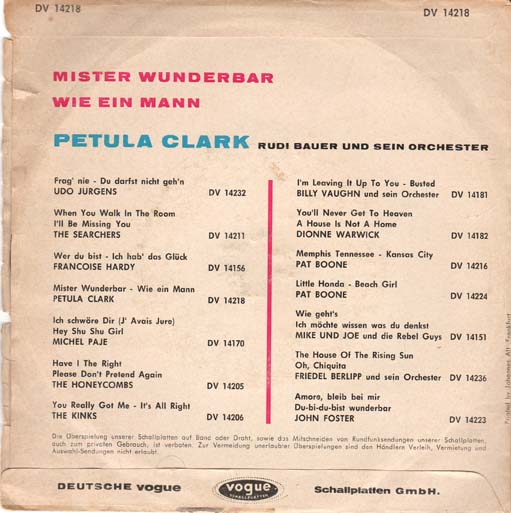 DV 14218
DV 14218
MISTER WUNDERBAR
WIE EIN MANN
PETULA CLARK RUDI BAUER UND SEIN ORCHESTER
Frag' nie - Du darfst nicht geh'n
UDO JURGENS DV 14232
When You Walk In The Room
I'll Be Missing You
THE SEARCHERS DV 14211
Wer du bist - Ich hab' das Glück
FRANCOISE HARDY DV 14156
Mister Wunderbar - Wie ein Mann
PETULA CLARK DV 14218
Ich schwöre Dir (J' Avais Jure)
Hey Shu Shu Girl
MICHEL PAJE DV 14170
Have I The Right
Please Don't Pretend Again
THE HONEYCOMBS DV 14205
You Really Got Me - It's All Right
THE KINKS DV 14206
I'm Leaving It Up To You - Busted
BILLY VAUGHN und sein Orchester DV 14181
You'll Never Get To Heaven
A House Is Not A Home
DIONNE WARWICK DV 14182
Memphis Tennessee - Kansas City
PAT BOONE DV 14216
Little Honda - Beach Girl
PAT BOONE DV 14224
Wie geht's
Ich möchte wissen was du denkst
MIKE UND JOE und die Rebel Guys DV 14151
The House Of The Rising Sun
Oh, Chiquita
FRIEDEL BERLIPP und sein Orchester DV 14236
Amore, bleib bei mir
Du-bi-du-bist wunderbar
JOHN FOSTER DV 14223
Die Überspielung unserer Schallplatten auf Band oder Draht, sowie das Mitschneiden von Rundfunksendungen unserer Schallplatten,
auch zum privaten Gebrauch, ist verboten. Zur Vermeidung unerlaubter Überspielungen sind den Händlern Verleih, Vermietung und
Auswahl-Sendungen nicht erlaubt.
Printed by Johannes Alt Frankfurt
DEUTSCHE vogue
vogue
SCHALLPLATTEN
Schallplatten GmbH.